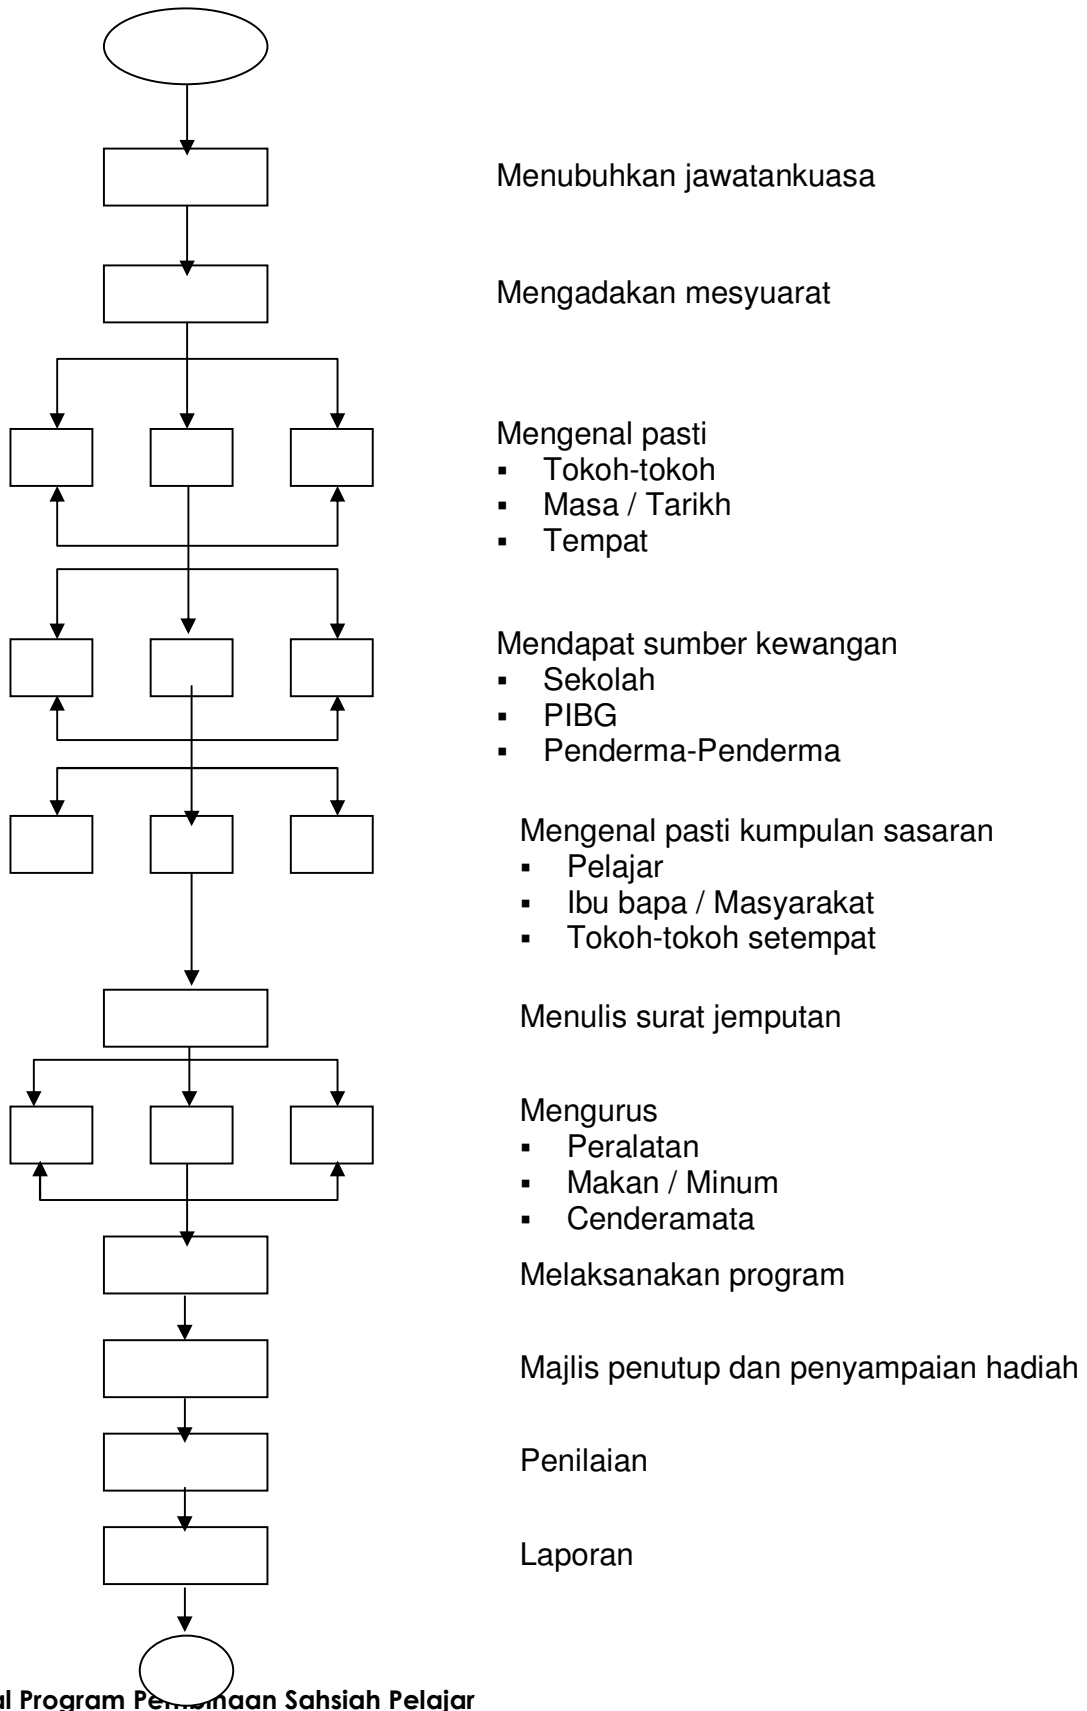 Menubuhkan jawatankuasa
Mengadakan mesyuarat
Mengenal pasti
▪ Tokoh-tokoh
▪ Masa / Tarikh
▪ Tempat
Mendapat sumber kewangan
▪ Sekolah
▪ PIBG
▪ Penderma-Penderma
Mengenal pasti kumpulan sasaran
▪ Pelajar
▪ Ibu bapa / Masyarakat
▪ Tokoh-tokoh setempat
Menulis surat jemputan
Mengurus
▪ Peralatan
▪ Makan / Minum
▪ Cenderamata
Melaksanakan program
Majlis penutup dan penyampaian hadiah
Penilaian
Laporan
Program Sahsiah Pelajar